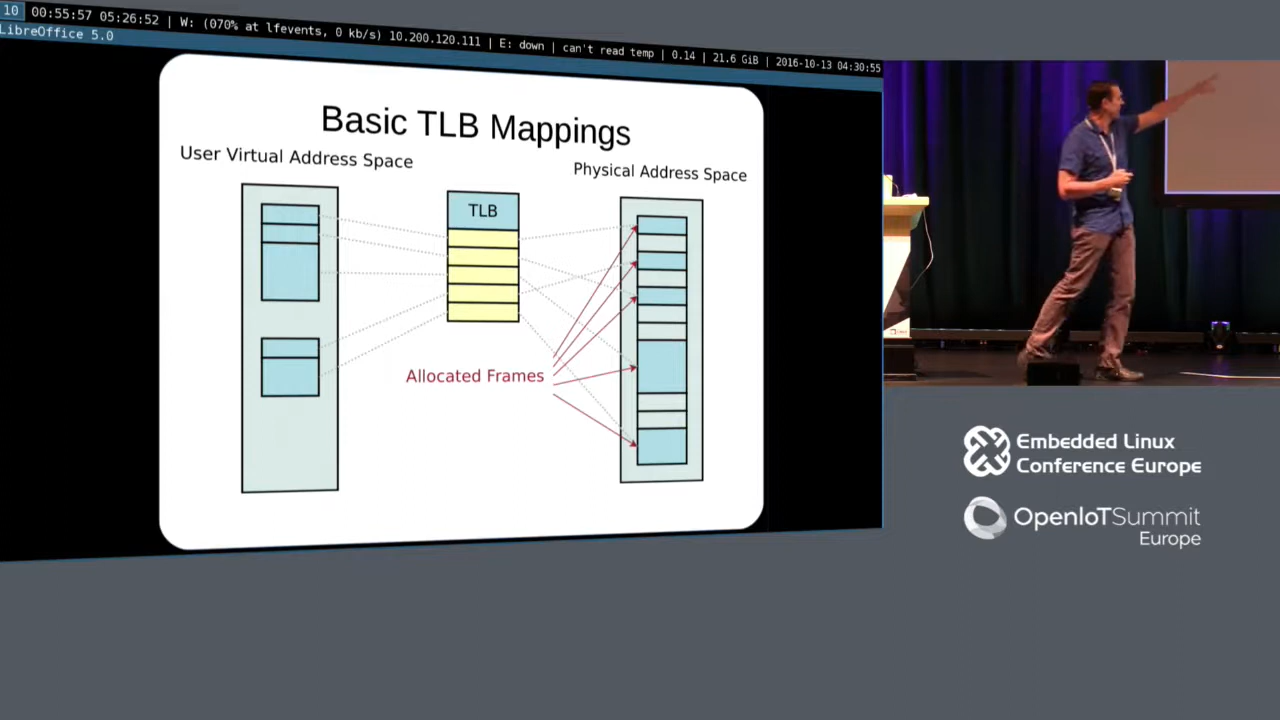 10 00:55:57 05:26:52 | W: (070% at lfevents, 0 kb/s) 10.200.120.111 | E: down | can't read temp | 0.14 | 21.6 GiB | 2016-10-13 04:30:55
LibreOffice 5.0
Basic TLB Mappings
User Virtual Address Space
Physical Address Space
TLB
Allocated Frames
Embedded Linux
Conference Europe
OpenIoTSummit
Europe